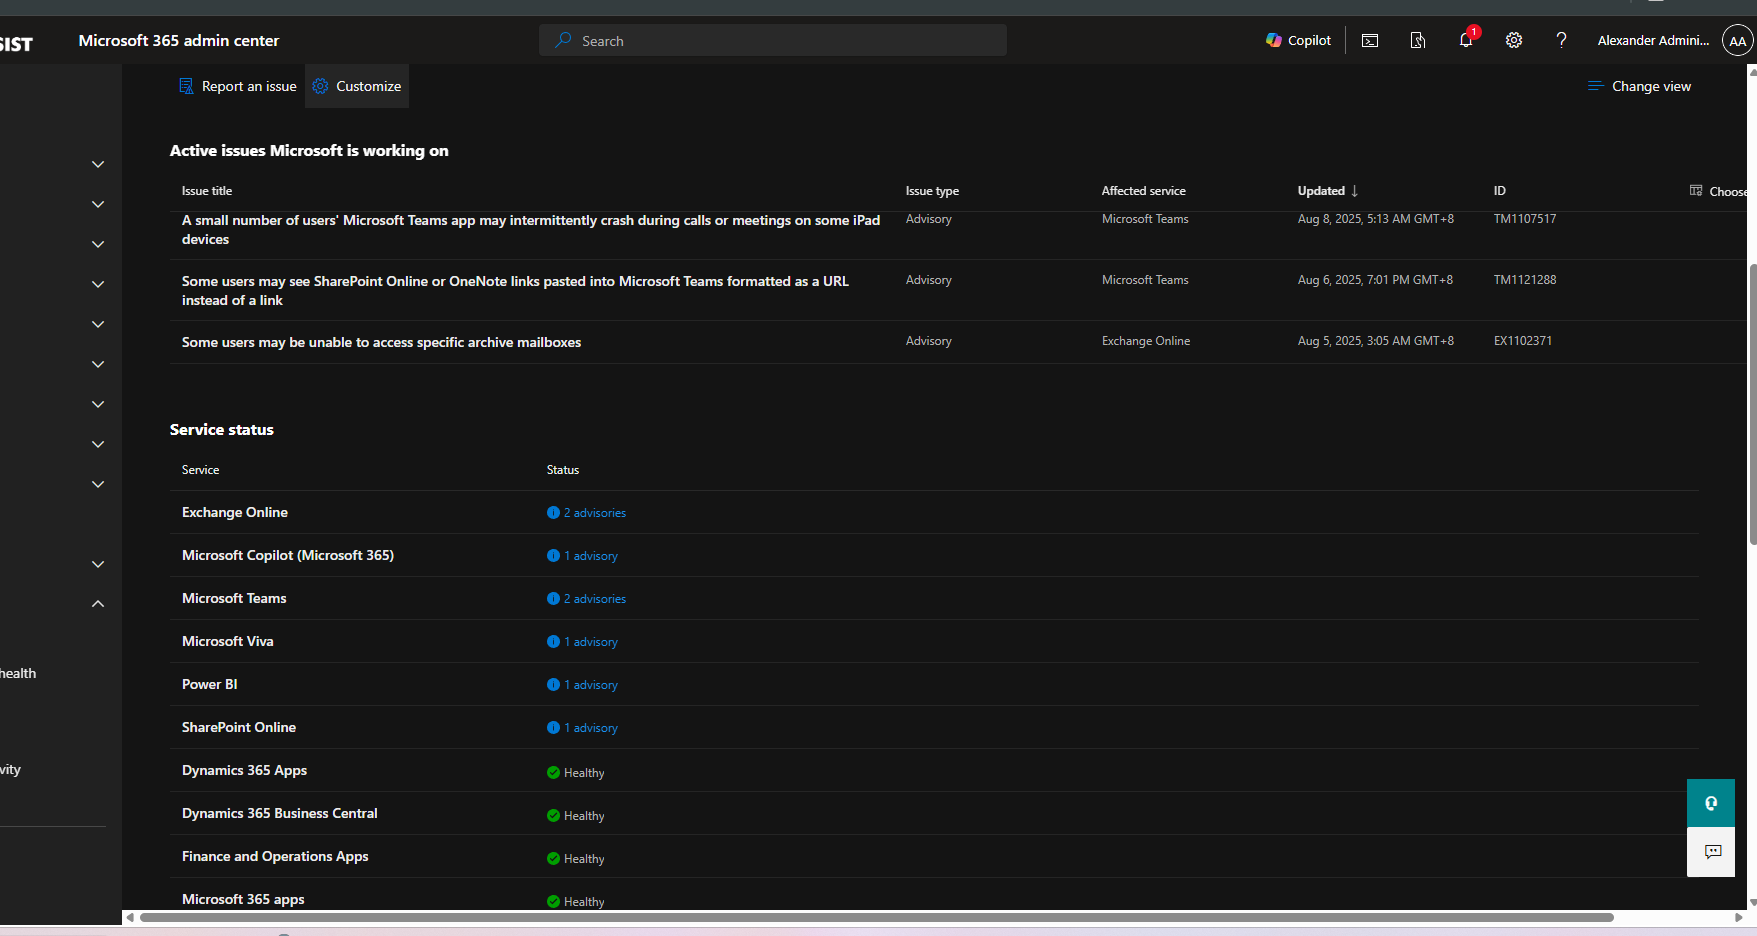 SIST
Microsoft 365 admin center
Search
Copilot
1
Alexander Admini...
AA
Report an issue
Customize
Change view
Active issues Microsoft is working on
Issue title
Issue type
Affected service
Updated ↓
ID
Choose
A small number of users' Microsoft Teams app may intermittently crash during calls or meetings on some iPad
devices
Advisory
Microsoft Teams
Aug 8, 2025, 5:13 AM GMT+8
TM1107517
Some users may see SharePoint Online or OneNote links pasted into Microsoft Teams formatted as a URL
instead of a link
Advisory
Microsoft Teams
Aug 6, 2025, 7:01 PM GMT+8
TM1121288
Some users may be unable to access specific archive mailboxes
Advisory
Exchange Online
Aug 5, 2025, 3:05 AM GMT+8
EX1102371
Service status
Service
Status
Exchange Online
2 advisories
Microsoft Copilot (Microsoft 365)
1 advisory
Microsoft Teams
2 advisories
Microsoft Viva
1 advisory
health
Power BI
1 advisory
SharePoint Online
1 advisory
vity
Dynamics 365 Apps
Healthy
Dynamics 365 Business Central
Healthy
Finance and Operations Apps
Healthy
Microsoft 365 apps
Healthy